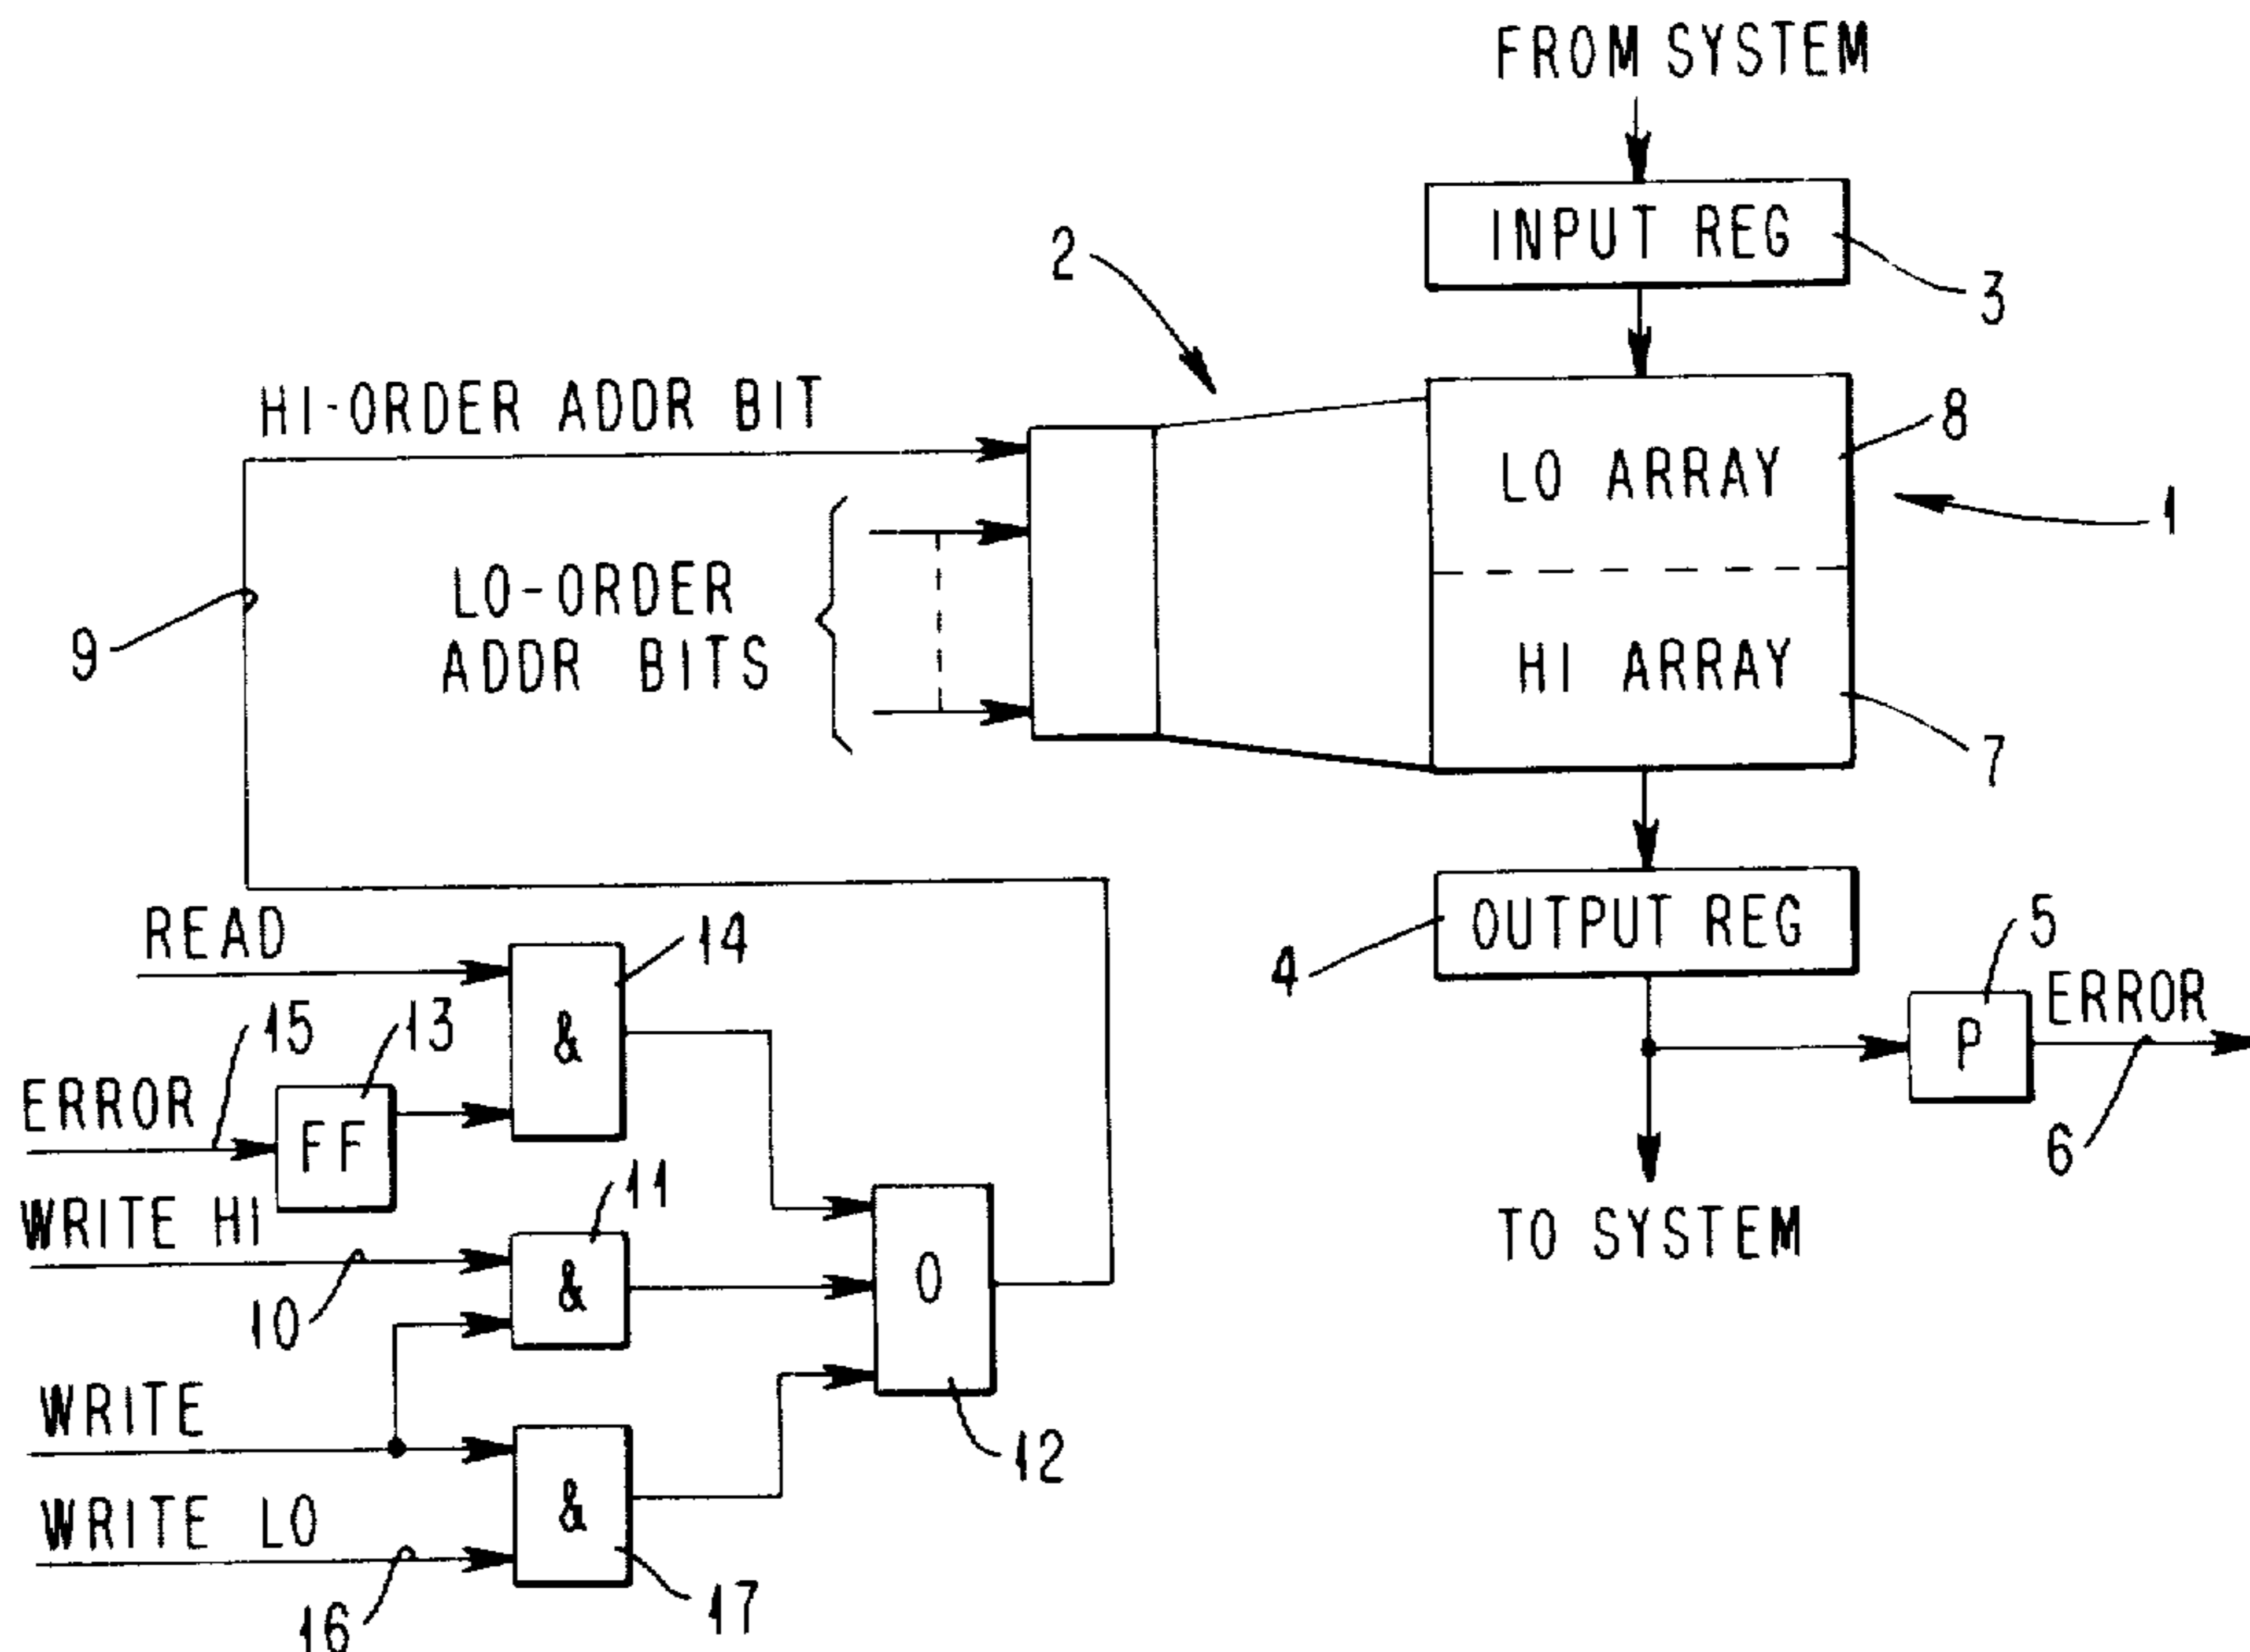 FROM SYSTEM
INPUT REG
3
2
HI-ORDER ADDR BIT
LO ARRAY
8
1
LO-ORDER
ADDR BITS
9
HI ARRAY
7
READ
14
OUTPUT REG
4
5
ERROR
P
6
15
13
&
ERROR
FF
WRITE HI
11
TO SYSTEM
10
&
O
WRITE
12
WRITE LO
&
16
17